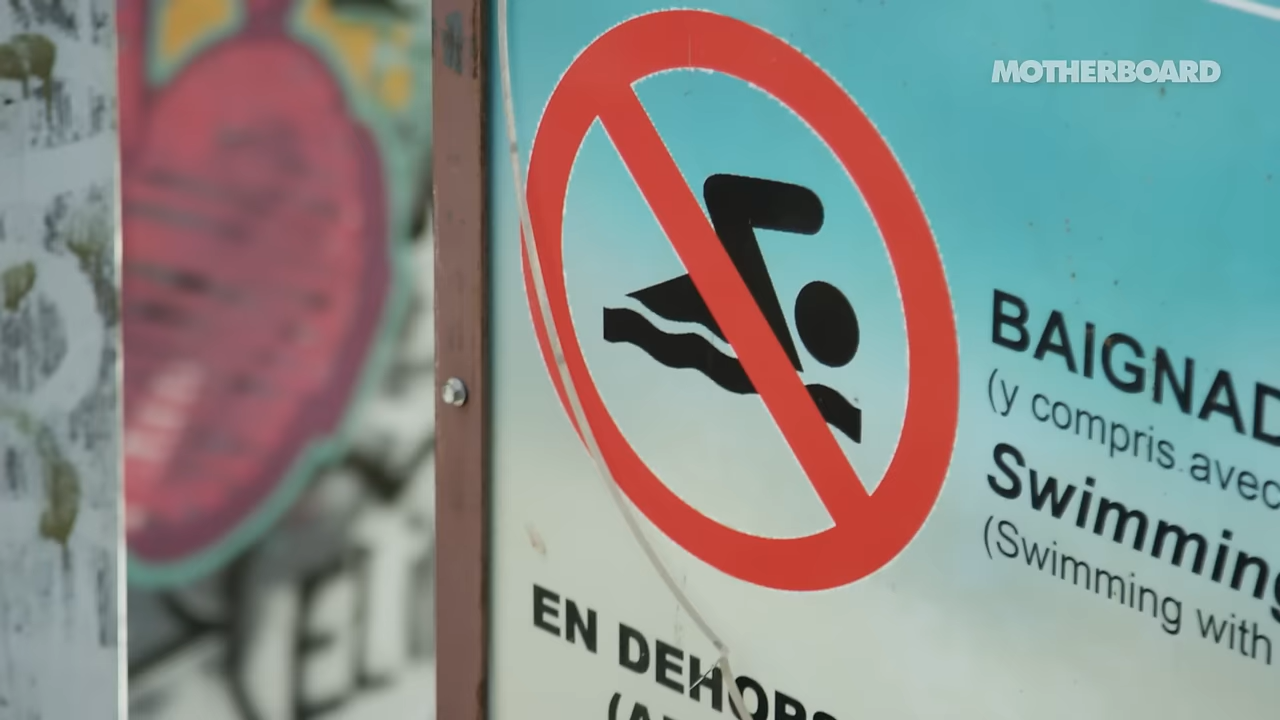 MOTHERBOARD
BAIGNAD
(y compris avec
Swimming
(Swimming with
EN DEHORS